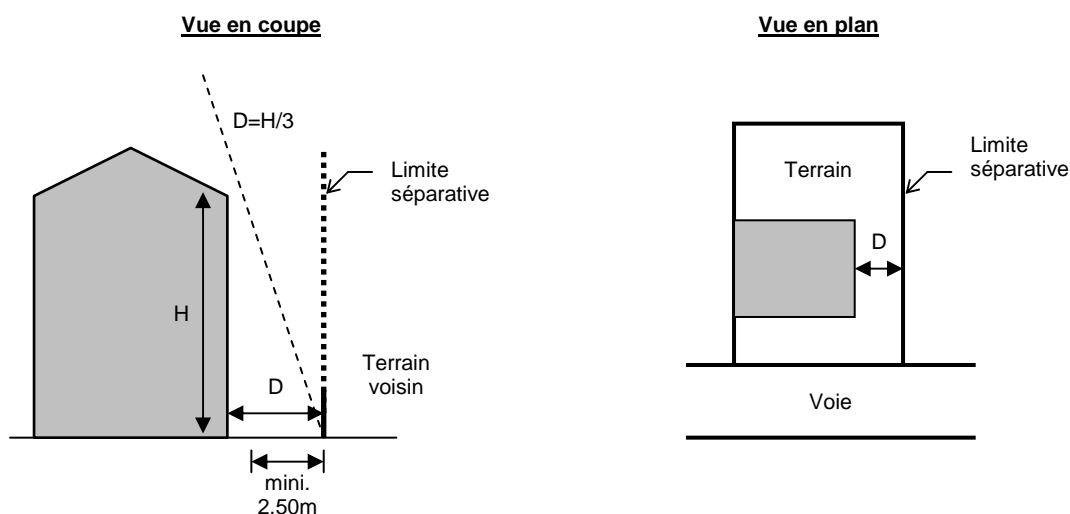 Vue en coupe
D=H/3
Limite
séparative
H
Terrain
voisin
D
mini.
2.50m
Vue en plan
Terrain
Limite
séparative
D
Voie